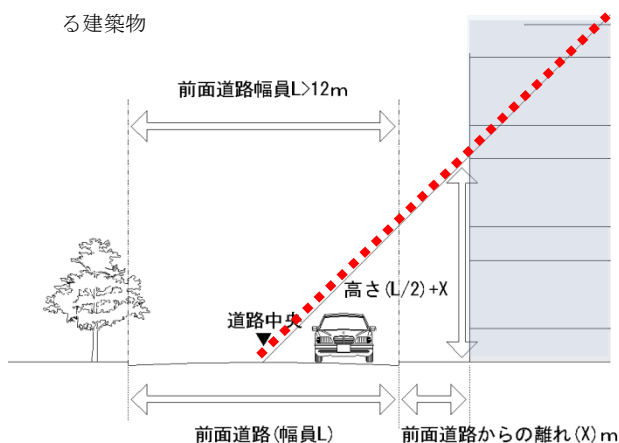 る建築物
前面道路幅員L>12m
高さ(L/2)+X
道路中央
前面道路(幅員L)
前面道路からの離れ(X)m